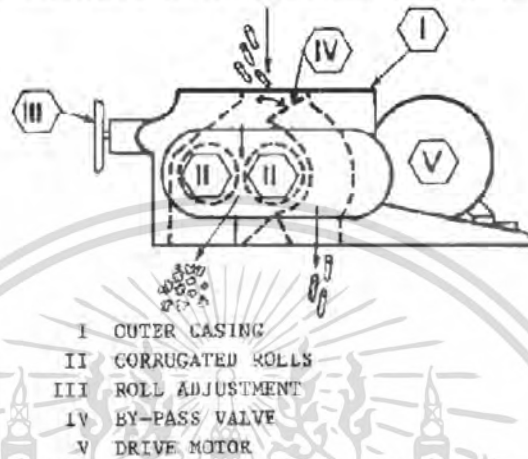 IV
I
III
II II
V
I OUTER CASING
II CORRUGATED ROLLS
III ROLL ADJUSTMENT
IV BY-PASS VALVE
V DRIVE MOTOR